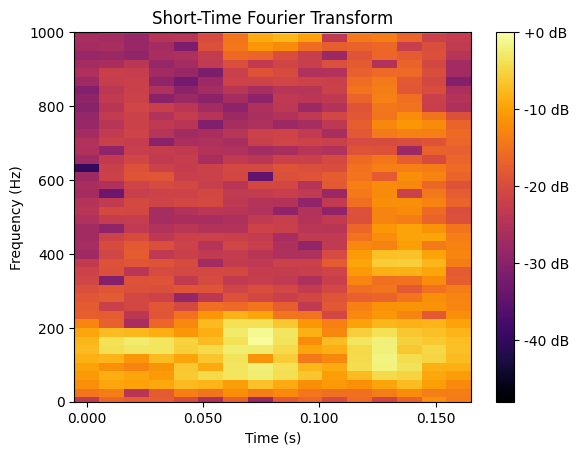 Short-Time Fourier Transform
Frequency (Hz)
1000
800
600
400
200
0
0.000
0.050
0.100
0.150
Time (s)
+0 dB
-10 dB
-20 dB
-30 dB
-40 dB